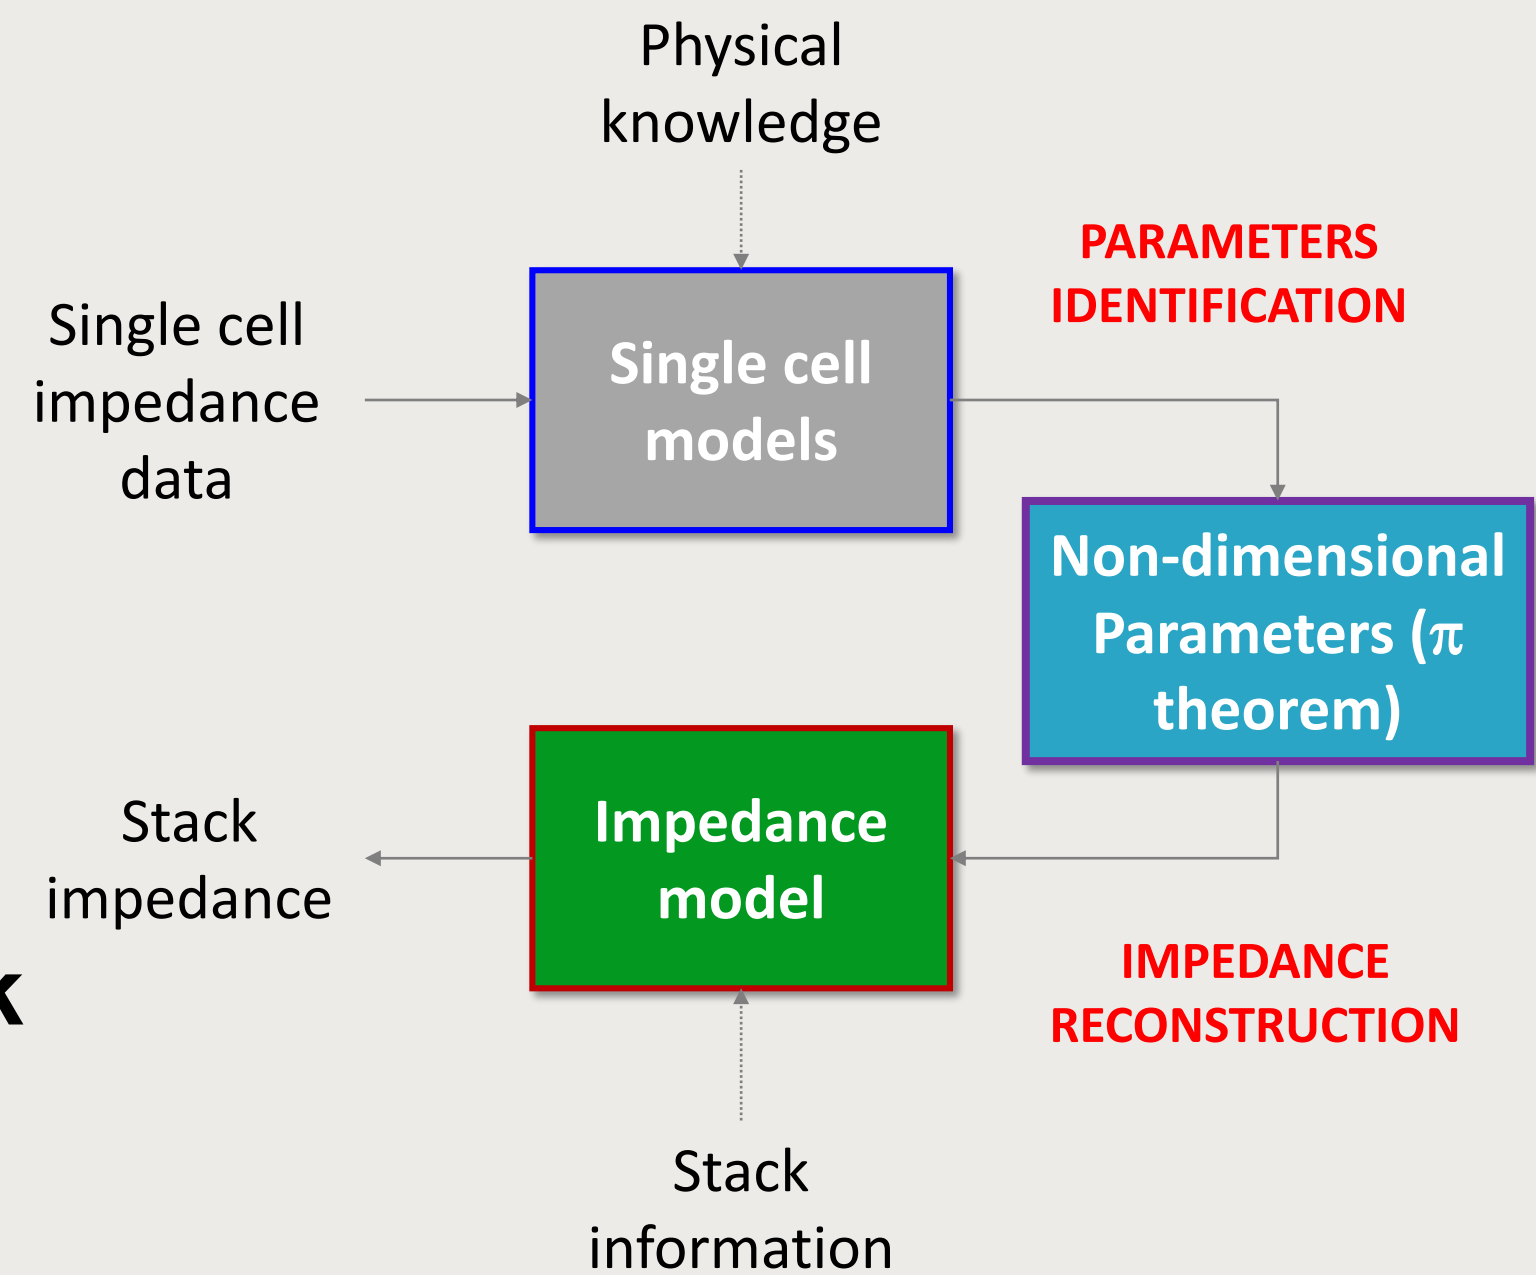 Physical
knowledge
PARAMETERS
IDENTIFICATION
Single cell
impedance
data
Single cell
models
Non-dimensional
Parameters (π
theorem)
Impedance
model
Stack
impedance
k
IMPEDANCE
RECONSTRUCTION
Stack
information